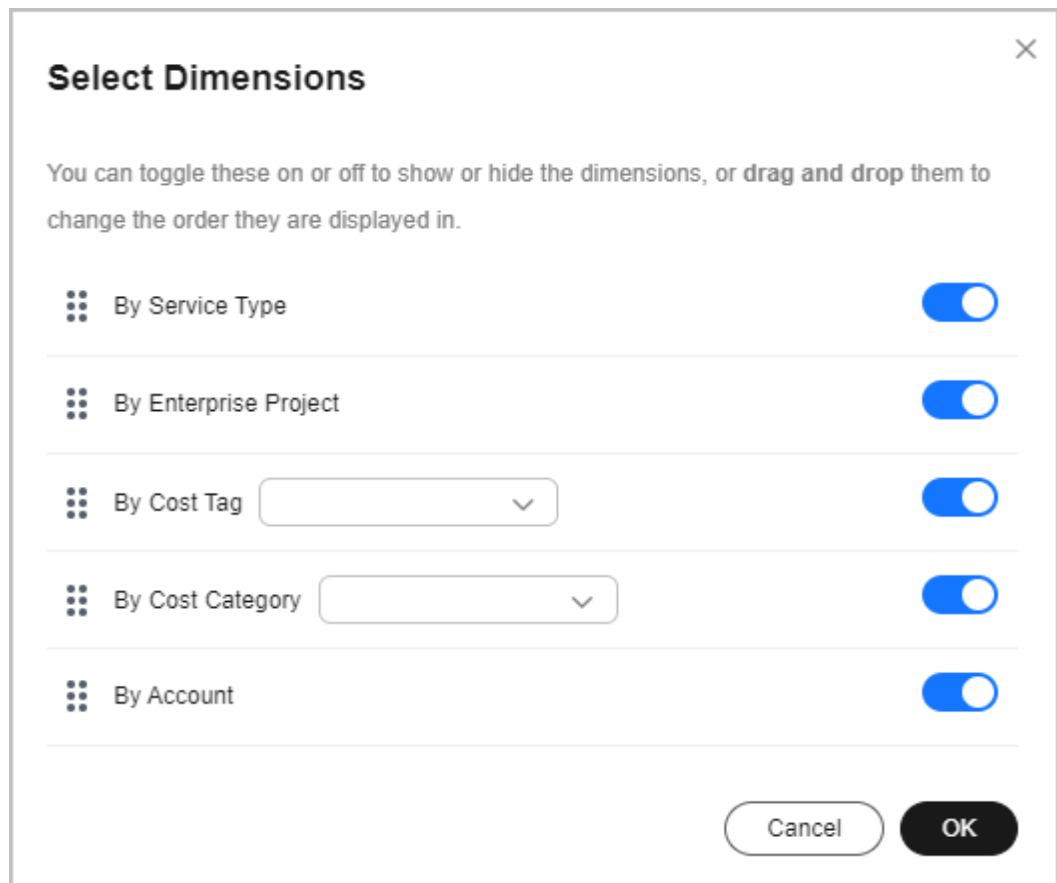 Select Dimensions
You can toggle these on or off to show or hide the dimensions, or drag and drop them to
change the order they are displayed in.
By Service Type
By Enterprise Project
By Cost Tag
By Cost Category
By Account
Cancel OK